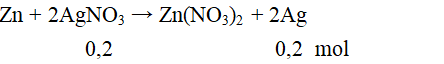 Zn + 2AgNO₃ → Zn(NO₃)₂ + 2Ag
0,2 0,2 mol